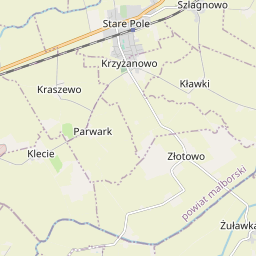 Szlagnowo
Stare Pole
Krzyżanowo
Kławki
Kraszewo
Parwark
Klecie
Złotowo
powiat malborski
Żuławka